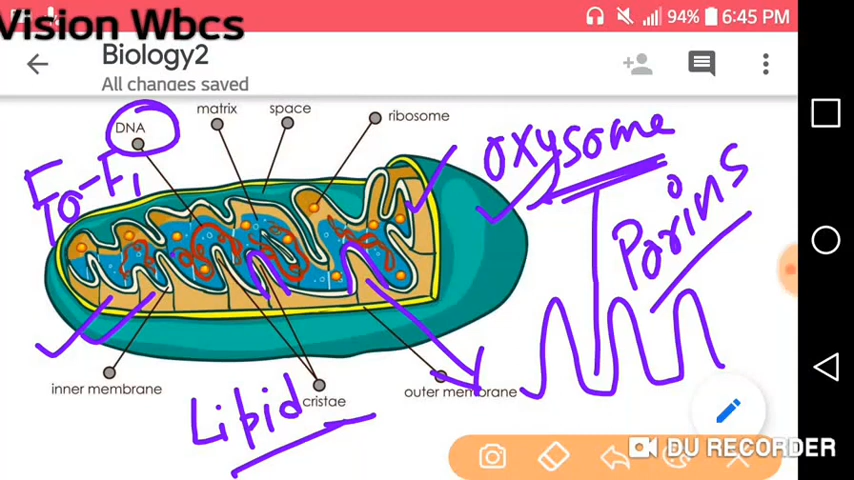 Vision Wbcs
94% 6:45 PM
Biology2
All changes saved
DNA
matrix
space
ribosome
oxysome
F0-F1
Porins
inner membrane
cristae
outer membrane
Lipid
DU RECORDER